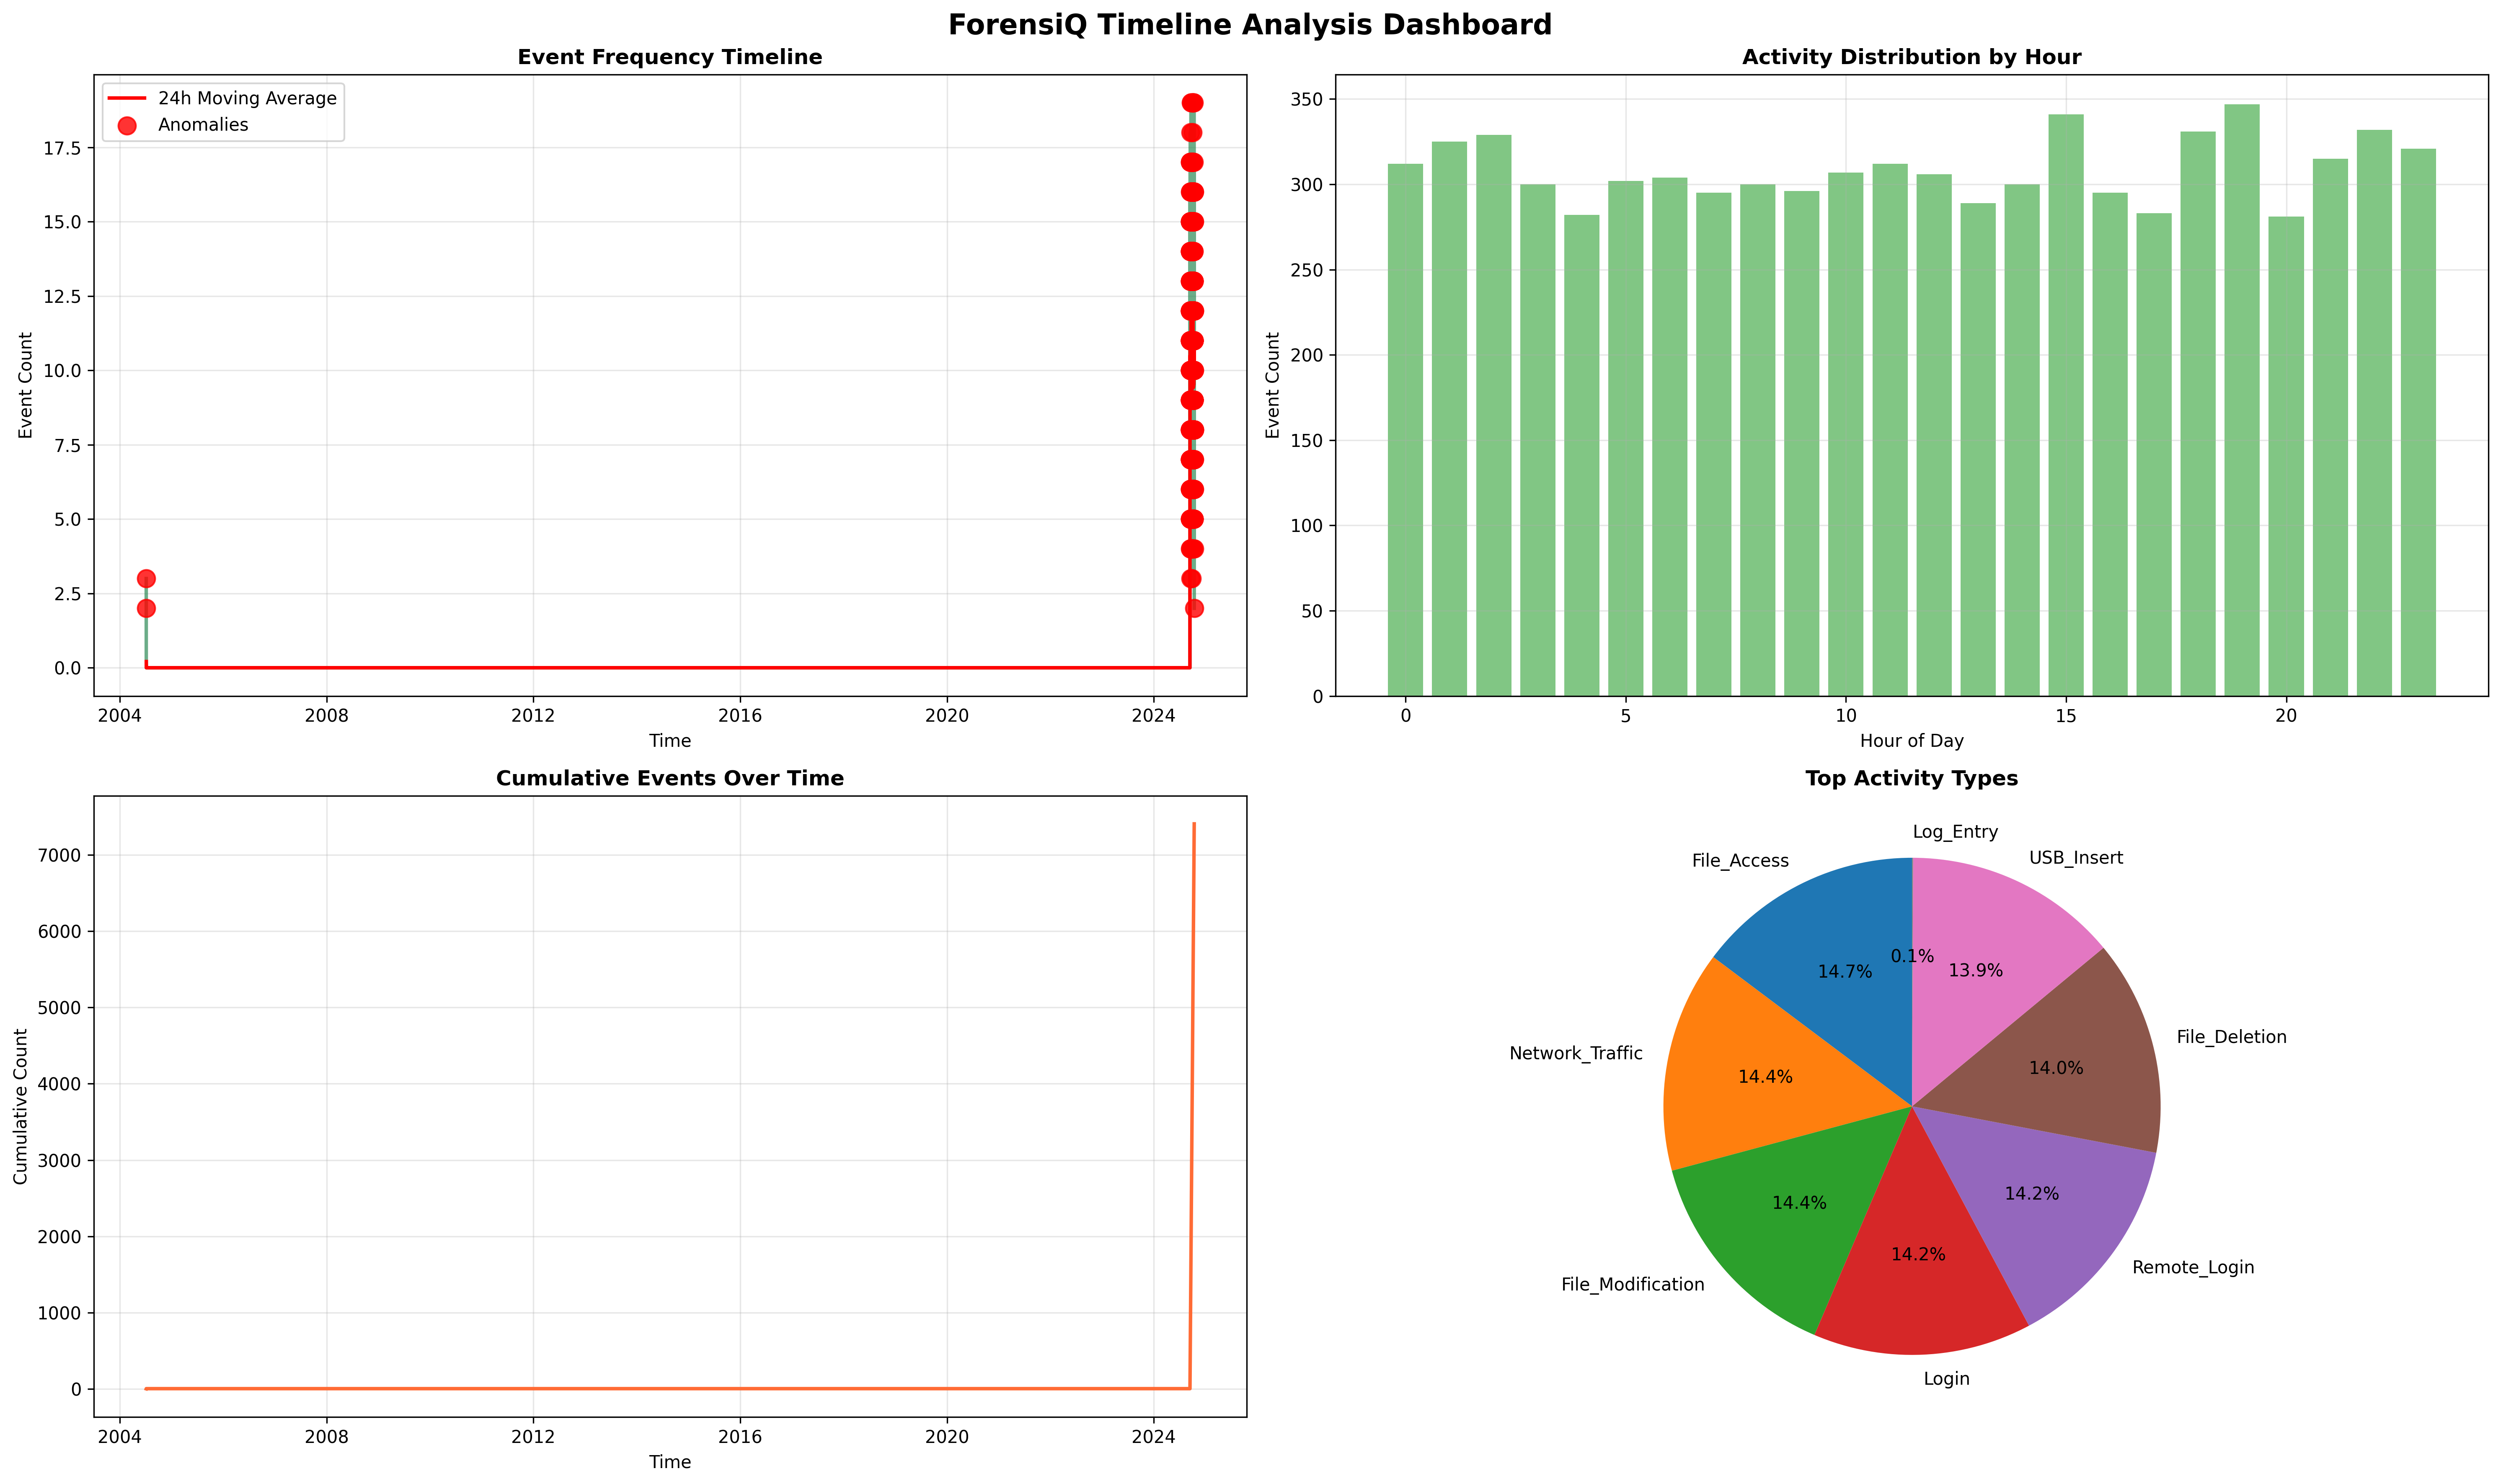 ForensiQ Timeline Analysis Dashboard
Event Frequency Timeline
24h Moving Average
Anomalies
17.5
15.0
12.5
10.0
7.5
5.0
2.5
0.0
Event Count
2004 2008 2012 2016 2020 2024
Time
Activity Distribution by Hour
350
300
250
200
150
100
50
0
Event Count
0 5 10 15 20
Hour of Day
Cumulative Events Over Time
7000
6000
5000
4000
3000
2000
1000
0
Cumulative Count
2004 2008 2012 2016 2020 2024
Time
Top Activity Types
Log_Entry
File_Access
USB_Insert
0.1%
14.7%
13.9%
File_Deletion
Network_Traffic
14.0%
14.4%
14.2%
14.4%
14.2%
Remote_Login
File_Modification
Login